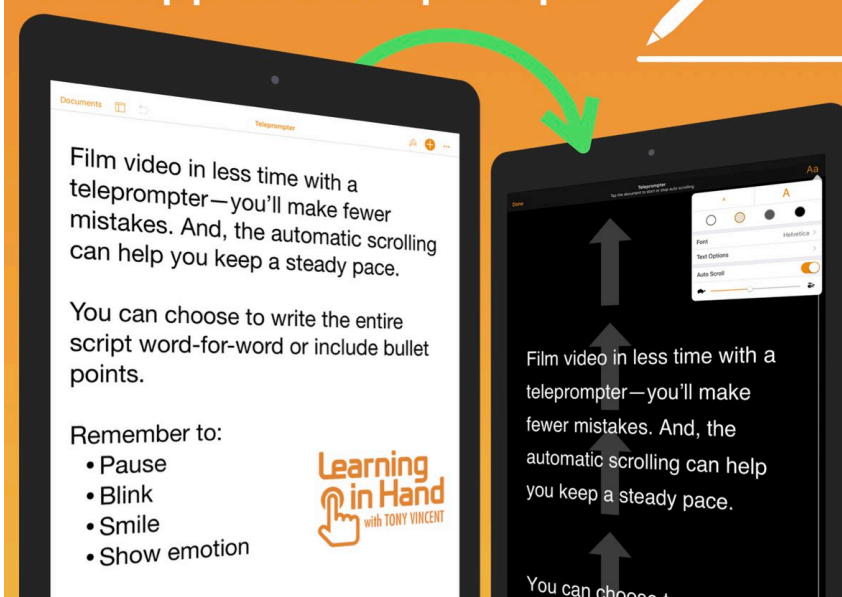 Documents
Teleprompter
Film video in less time with a
teleprompter—you'll make fewer
mistakes. And, the automatic scrolling
can help you keep a steady pace.
You can choose to write the entire
script word-for-word or include bullet
points.
Remember to:
• Pause
• Blink
• Smile
• Show emotion
Learning
in Hand
with TONY VINCENT
Done
Teleprompter
Tap the document to start or stop auto scrolling
Aa
A
A
Font
Helvetica >
Text Options
>
Auto Scroll
Film video in less time with a
teleprompter—you'll make
fewer mistakes. And, the
automatic scrolling can help
you keep a steady pace.
You can choose